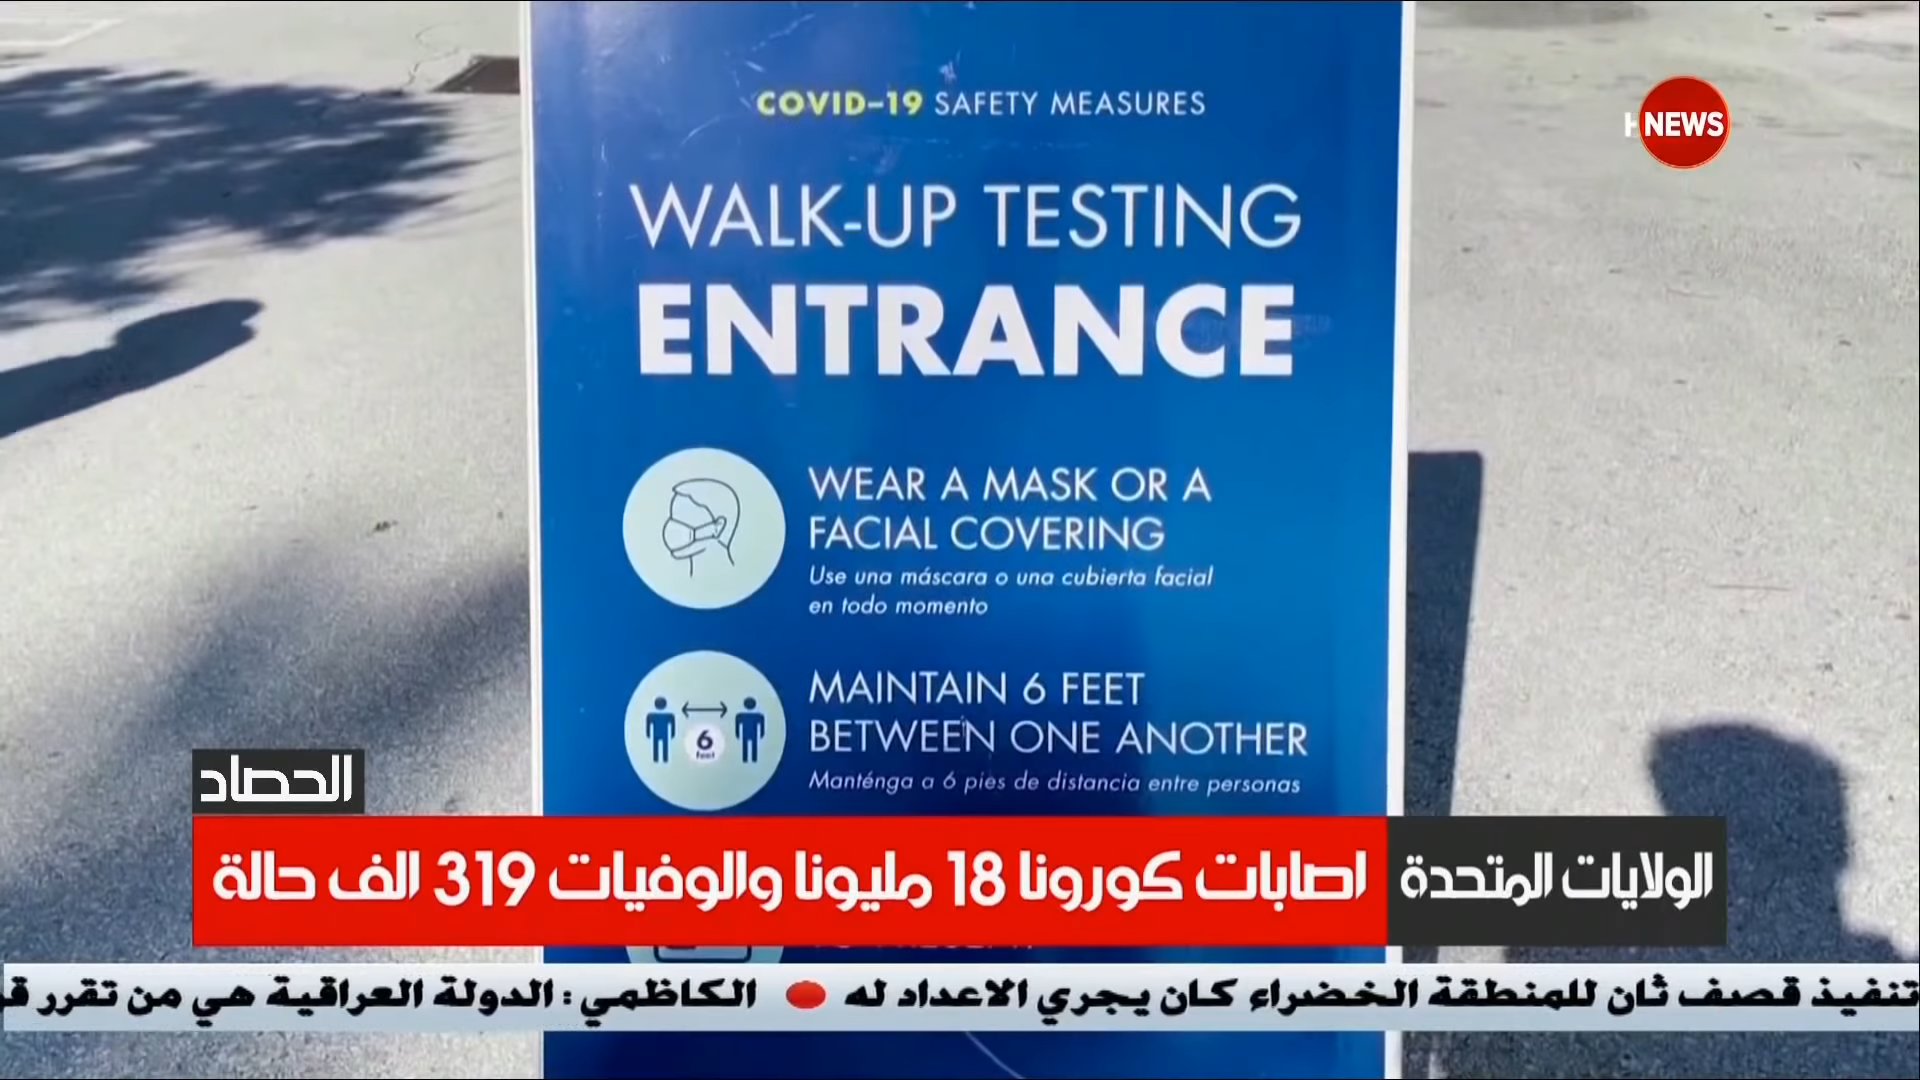 COVID-19 SAFETY MEASURES
NEWS
WALK-UP TESTING
ENTRANCE
WEAR A MASK OR A
FACIAL COVERING
Use una máscara o una cubierta facial
en todo momento
6
feet
MAINTAIN 6 FEET
BETWEEN ONE ANOTHER
Manténga a 6 pies de distancia entre personas
الحصاد
الولايات المتحدة
اصابات كورونا 18 مليونا والوفيات 319 الف حالة
تنفيذ قصف ثان للمنطقة الخضراء كان يجري الاعداد له
الكاظمي : الدولة العراقية هي من تقرر